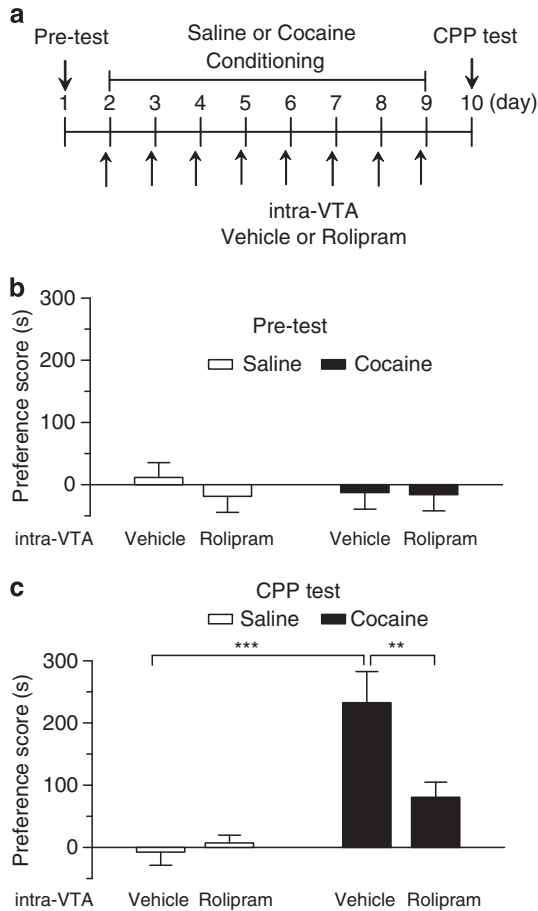 a
Pre-test
Saline or Cocaine
Conditioning
CPP test
1 2 3 4 5 6 7 8 9 10 (day)
intra-VTA
Vehicle or Rolipram
b
Preference score (s)
300
200
100
0
Pre-test
Saline Cocaine
intra-VTA Vehicle Rolipram Vehicle Rolipram
c
CPP test
Saline Cocaine
*** **
Preference score (s)
300
200
100
0
intra-VTA Vehicle Rolipram Vehicle Rolipram